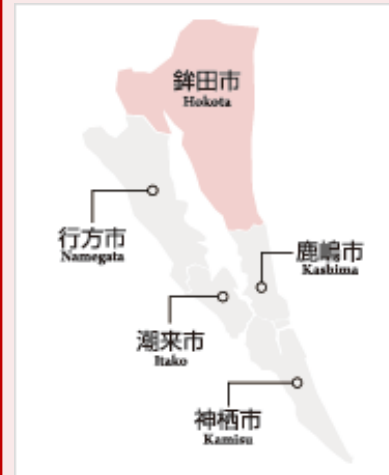 鉾田市
Hokota
行方市
Namegata
鹿嶋市
Kashima
潮来市
Itako
神栖市
Kamisu